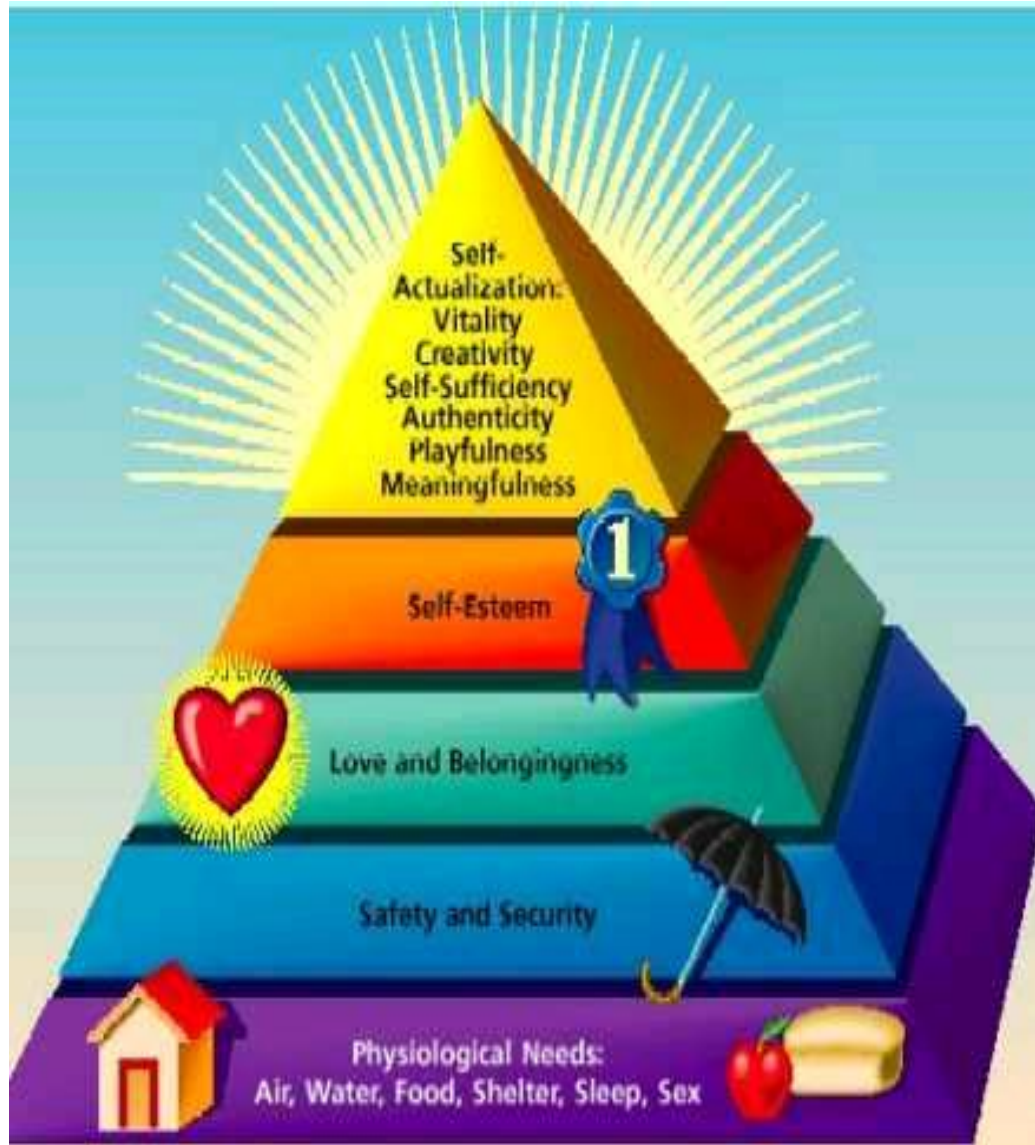 Self-
Actualization:
Vitality
Creativity
Self-Sufficiency
Authenticity
Playfulness
Meaningfulness
1
Self-Esteem
Love and Belongingness
Safety and Security
Physiological Needs:
Air, Water, Food, Shelter, Sleep, Sex